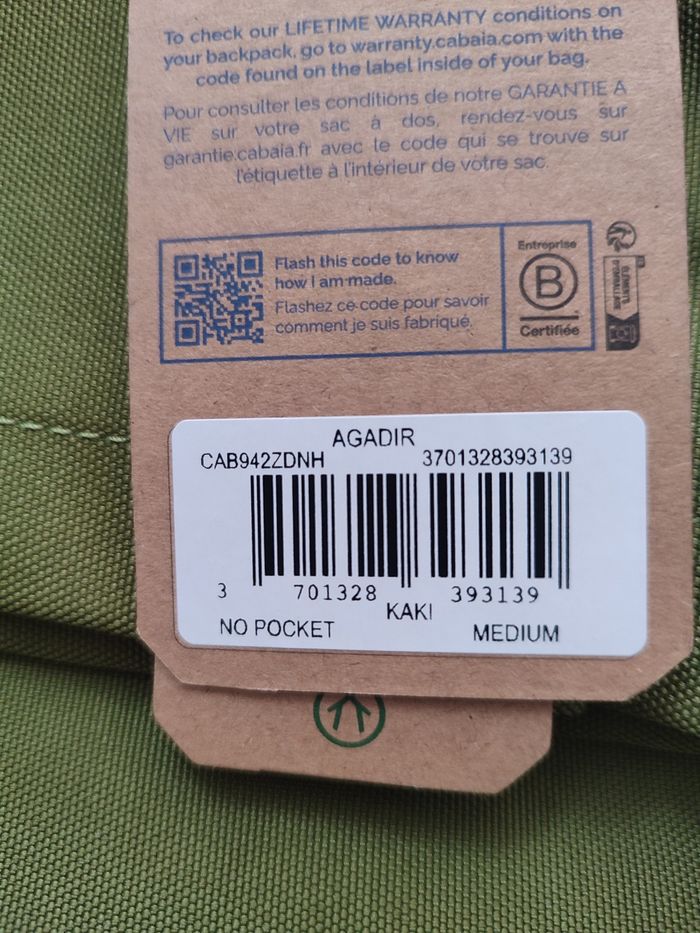 To check our LIFETIME WARRANTY conditions on
your backpack, go to warranty.cabaia.com with the
code found on the label inside of your bag.
Pour consulter les conditions de notre GARANTIE A
VIE sur votre sac à dos, rendez-vous sur
garantie.cabaia.fr avec le code qui se trouve sur
l'étiquette à l'intérieur de votre sac.
Flash this code to know
how I am made.
Flashez ce code pour savoir
comment je suis fabriqué.
Entreprise
B
Certifiée
ÉLÉMENTS
D'EMBALLAGE
AGADIR
CAB942ZDNH 3701328393139
3 701328 393139
KAKI
NO POCKET MEDIUM